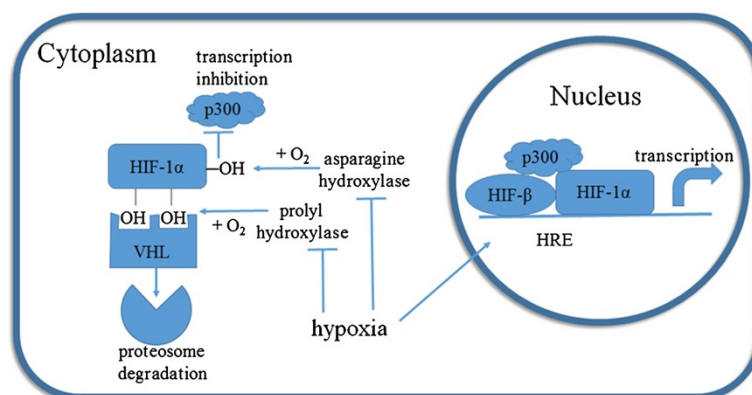 Cytoplasm
transcription
inhibition
p300
HIF-1α
OH
+ O2
asparagine
hydroxylase
OH OH
+ O2
prolyl
hydroxylase
VHL
hypoxia
proteosome
degradation
Nucleus
p300
transcription
HIF-β
HIF-1α
HRE